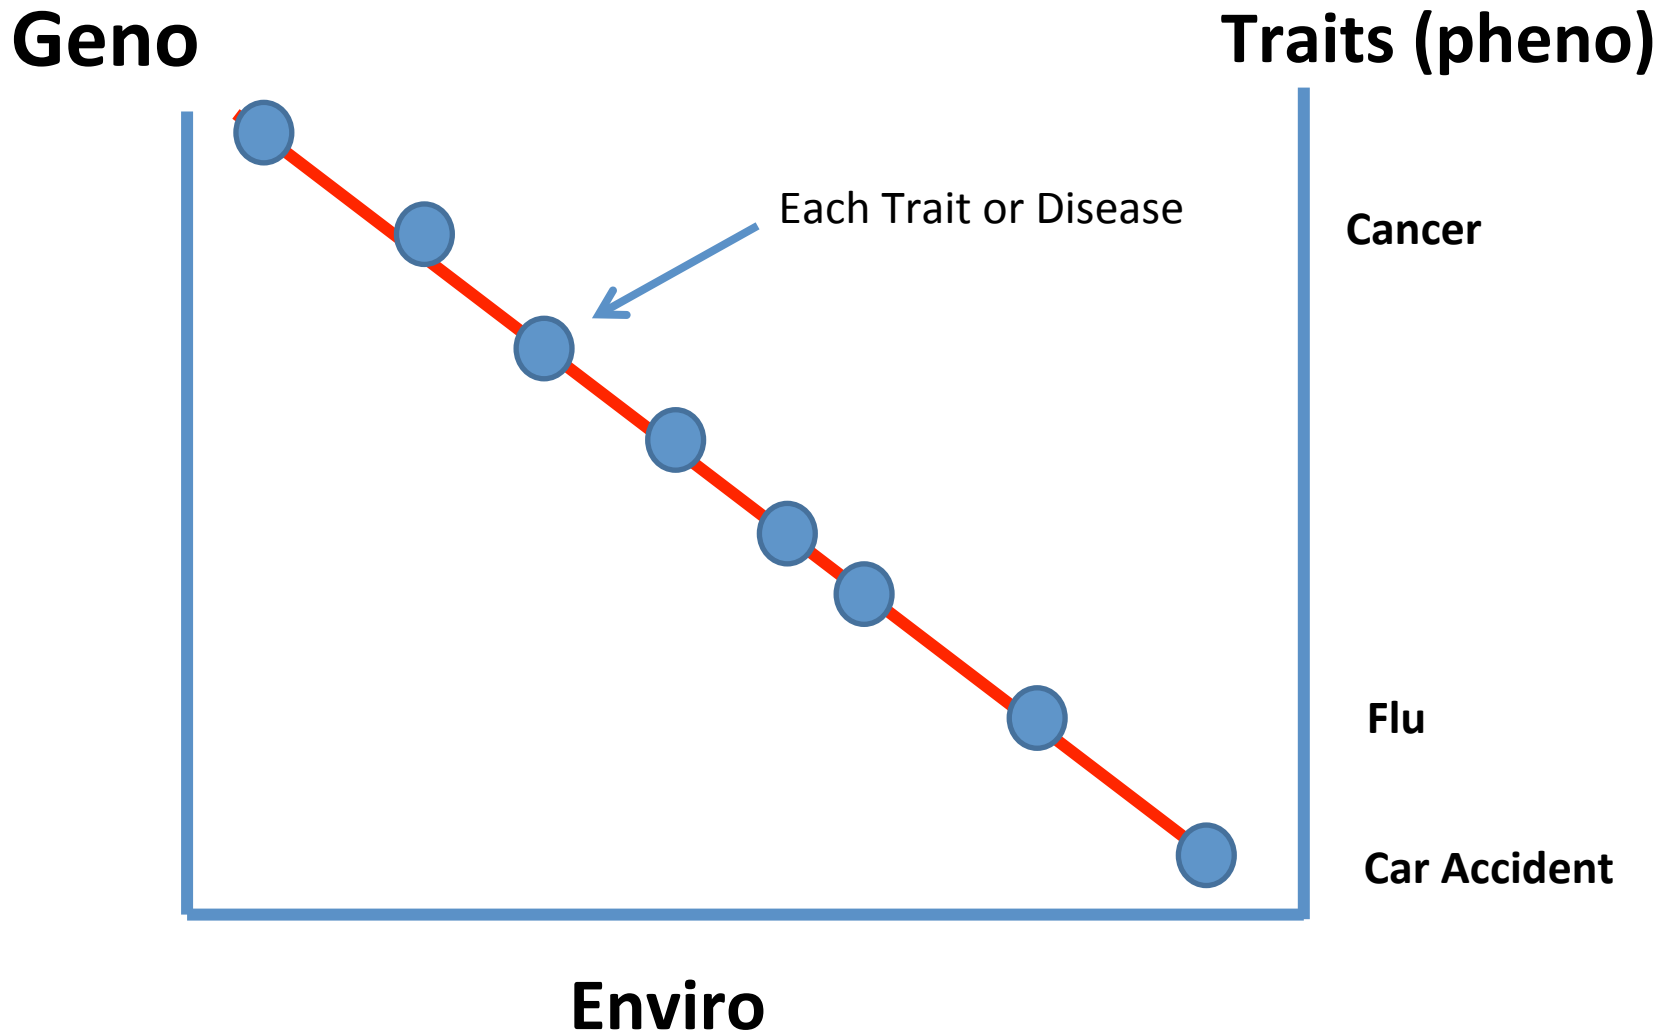 Geno
Traits (pheno)
Each Trait or Disease
Cancer
Flu
Car Accident
Enviro